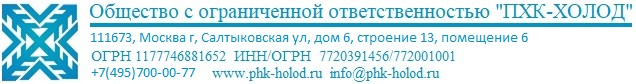 Общество с ограниченной ответственностью "ПХК-ХОЛОД"
111673, Москва г, Салтыковская ул, дом 6, строение 13, помещение 6
ОГРН 1177746881652 ИНН/ОГРН 7720391456/772001001
+7(495)700-00-77 www.phk-holod.ru info@phk-holod.ru